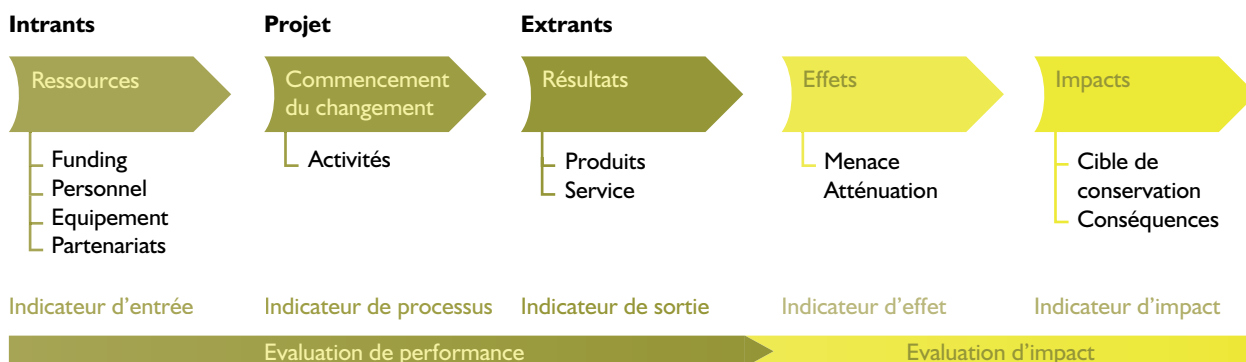 Intrants
Projet
Extrants
Ressources
Commencement
du changement
Résultats
Effets
Impacts
Funding
Personnel
Equipement
Partenariats
Activités
Produits
Service
Menace
Atténuation
Cible de
conservation
Conséquences
Indicateur d’entrée
Indicateur de processus
Indicateur de sortie
Indicateur d’effet
Indicateur d’impact
Evaluation de performance
Evaluation d’impact